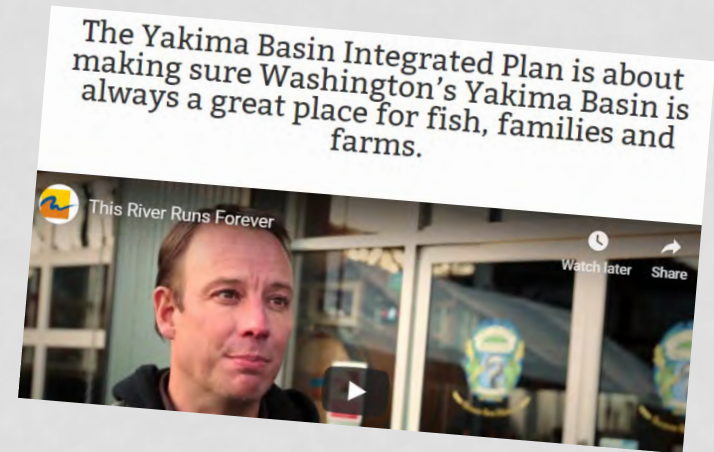 The Yakima Basin Integrated Plan is about
making sure Washington's Yakima Basin is
always a great place for fish, families and
farms.
This River Runs Forever
Watch later
Share